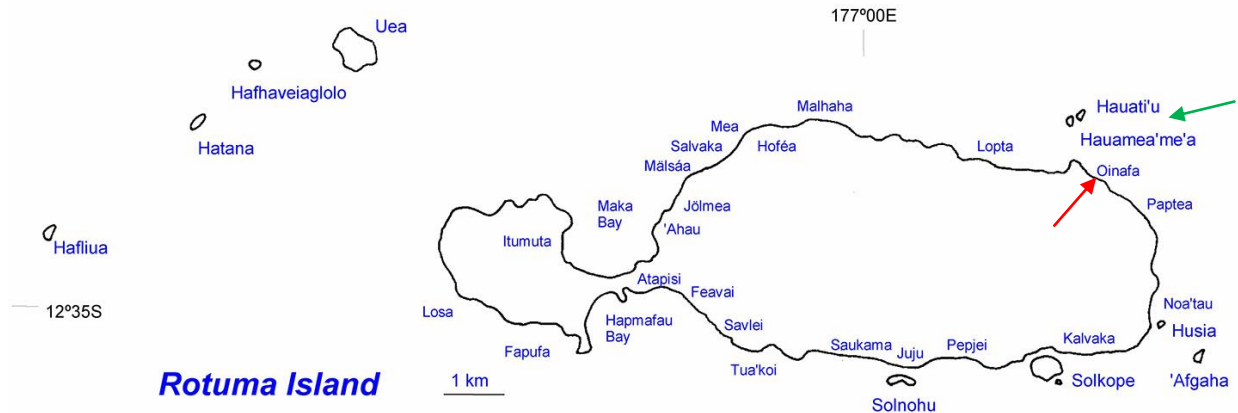 177º00E
Uea
Hafhaveiaglolo
Hatana
Malhaha
Hauati'u
Mea
Hauamea'me'a
Salvaka
Hoféa
Lopta
Mälsáa
Oinafa
Maka
Bay
Jölmea
Paptea
'Ahau
Itumuta
Hafliua
Atapisi
Feavai
12º35S
Losa
Noa'tau
Hapmafau
Bay
Savlei
Husia
Fapufa
Saukama
Juju
Pepjei
Kalvaka
Tua'koi
Rotuma Island
1 km
Solkope
'Afgaha
Solnohu